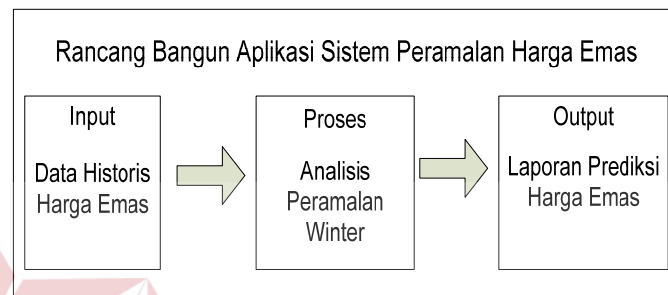 Rancang Bangun Aplikasi Sistem Peramalan Harga Emas
Input
Data Historis
Harga Emas
Proses
Analisis
Peramalan
Winter
Output
Laporan Prediksi
Harga Emas